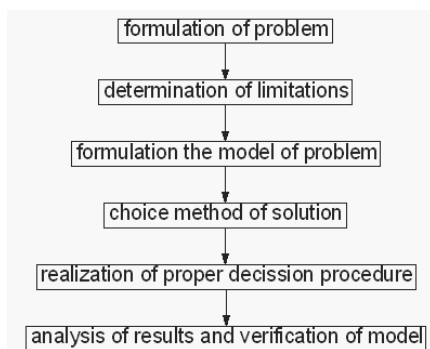 formulation of problem
determination of limitations
formulation the model of problem
choice method of solution
realization of proper decission procedure
analysis of results and verification of model